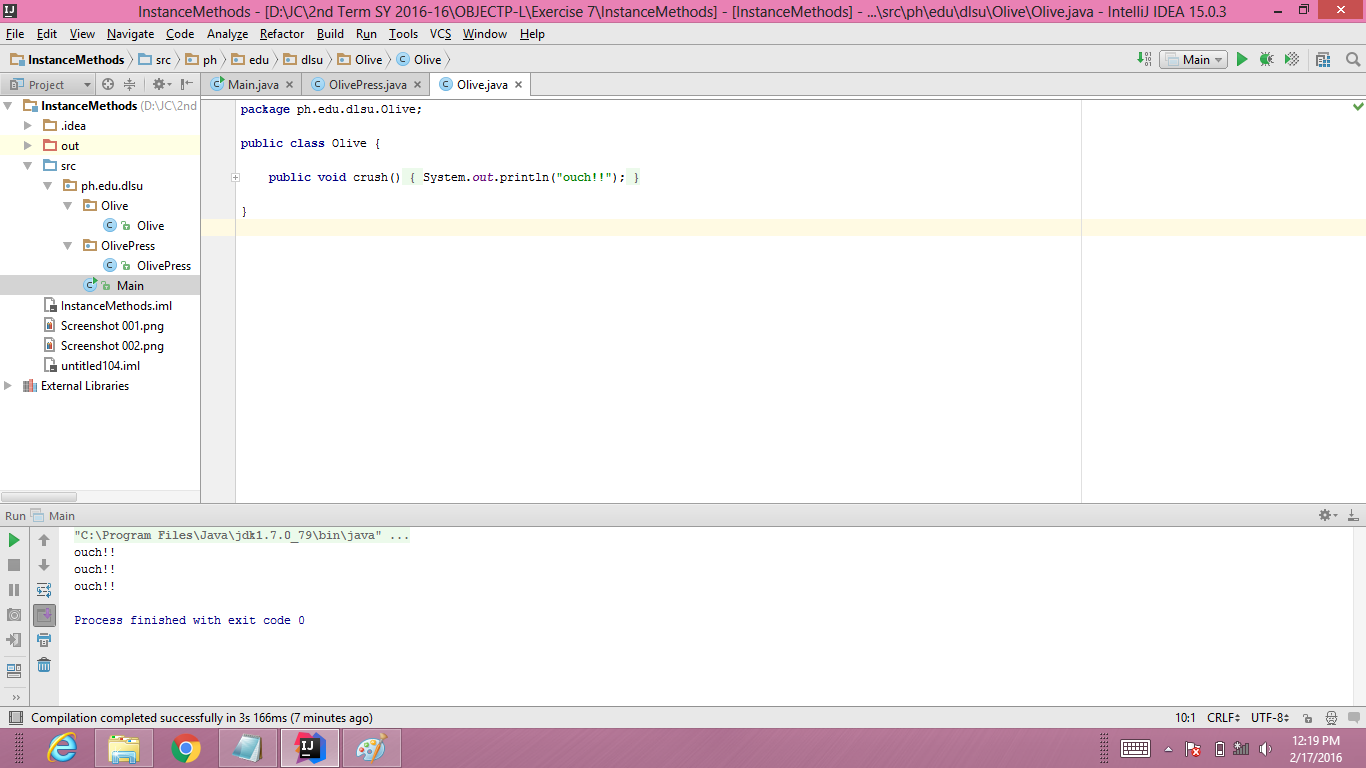 InstanceMethods - [D:\JC\2nd Term SY 2016-16\OBJECTP-L\Exercise 7\InstanceMethods] - [InstanceMethods] - ...\src\ph\edu\dlsu\Olive\Olive.java - IntelliJ IDEA 15.0.3
File Edit View Navigate Code Analyze Refactor Build Run Tools VCS Window Help
InstanceMethods src ph edu dlsu Olive Olive Main
Project Main.java OlivePress.java Olive.java
InstanceMethods (D:\JC\2nd
.idea
out
src
ph.edu.dlsu
Olive
Olive
OlivePress
OlivePress
Main
InstanceMethods.iml
Screenshot 001.png
Screenshot 002.png
untitled104.iml
External Libraries
package ph.edu.dlsu.Olive;
public class Olive {
public void crush() { System.out.println("ouch!!"); }
}
Run Main
"C:\Program Files\Java\jdk1.7.0_79\bin\java" ...
ouch!!
ouch!!
ouch!!
Process finished with exit code 0
Compilation completed successfully in 3s 166ms (7 minutes ago) 10:1 CRLF UTF-8
12:19 PM
2/17/2016